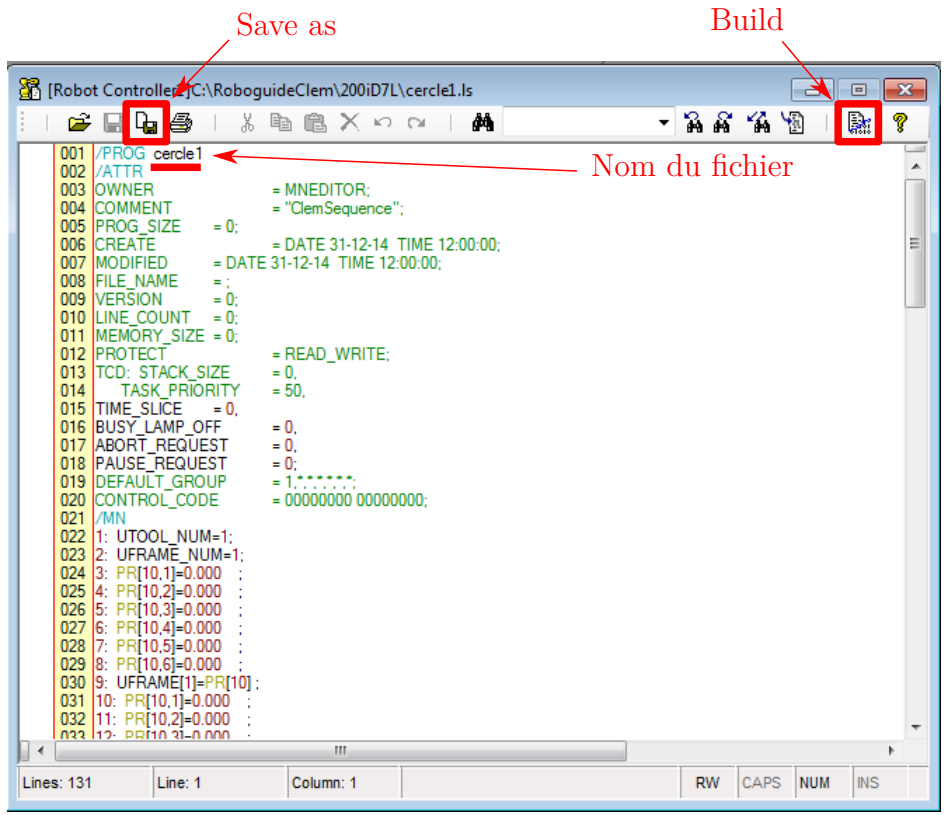 Save as
Build
[Robot Controller]C:\RoboguideClem\200iD7L\cercle1.ls
Nom du fichier
001 /PROG cercle1
002 /ATTR
003 OWNER = MNEDITOR;
004 COMMENT = "ClemSequence";
005 PROG_SIZE = 0;
006 CREATE = DATE 31-12-14 TIME 12:00:00;
007 MODIFIED = DATE 31-12-14 TIME 12:00:00;
008 FILE_NAME = ;
009 VERSION = 0;
010 LINE_COUNT = 0;
011 MEMORY_SIZE = 0;
012 PROTECT = READ_WRITE;
013 TCD: STACK_SIZE = 0,
014 TASK_PRIORITY = 50,
015 TIME_SLICE = 0,
016 BUSY_LAMP_OFF = 0,
017 ABORT_REQUEST = 0,
018 PAUSE_REQUEST = 0;
019 DEFAULT_GROUP = 1,*,*,*,*,*,*;
020 CONTROL_CODE = 00000000 00000000;
021 /MN
022 1: UTOOL_NUM=1;
023 2: UFRAME_NUM=1;
024 3: PR[10,1]=0.000 ;
025 4: PR[10,2]=0.000 ;
026 5: PR[10,3]=0.000 ;
027 6: PR[10,4]=0.000 ;
028 7: PR[10,5]=0.000 ;
029 8: PR[10,6]=0.000 ;
030 9: UFRAME[1]=PR[10] ;
031 10: PR[10,1]=0.000 ;
032 11: PR[10,2]=0.000 ;
033 12: PR[10,3]=0.000 ;
Lines: 131 Line: 1 Column: 1 RW CAPS NUM INS